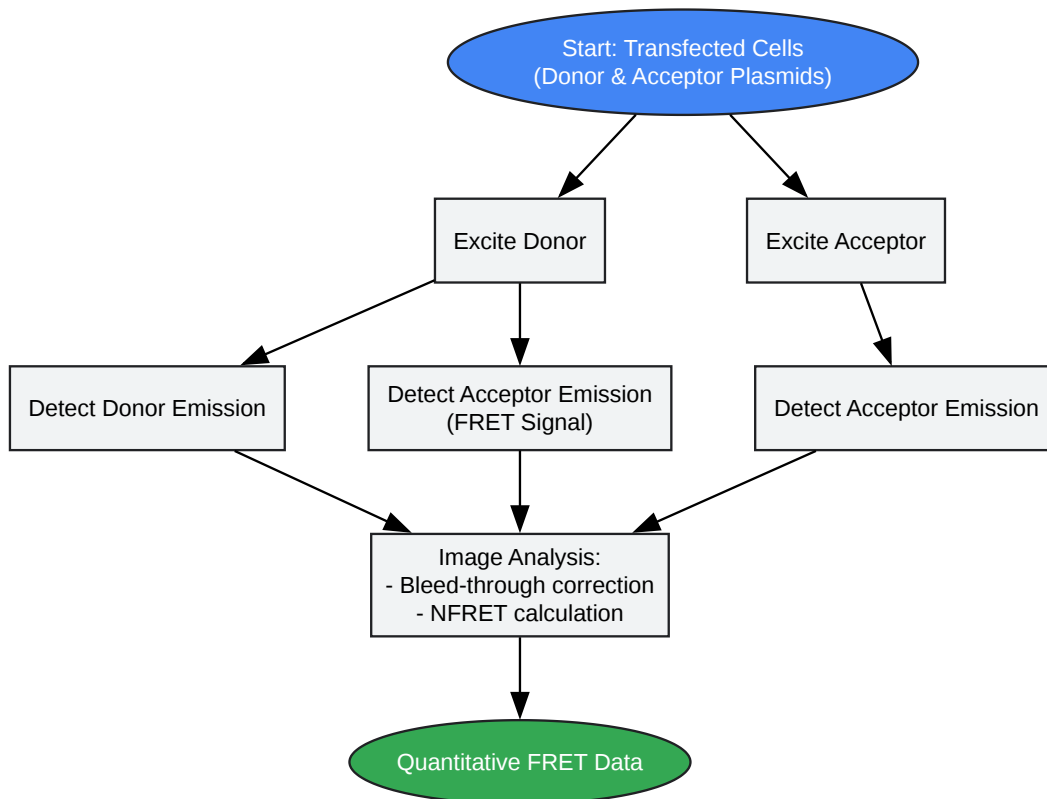 Start: Transfected Cells
(Donor & Acceptor Plasmids)
Excite Donor
Excite Acceptor
Detect Donor Emission
Detect Acceptor Emission
(FRET Signal)
Detect Acceptor Emission
Image Analysis:
- Bleed-through correction
- NFRET calculation
Quantitative FRET Data